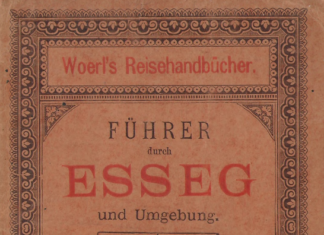 Woerl's Reisehandbücher.
FÜHRER
durch
ESSEG
und Umgebung.